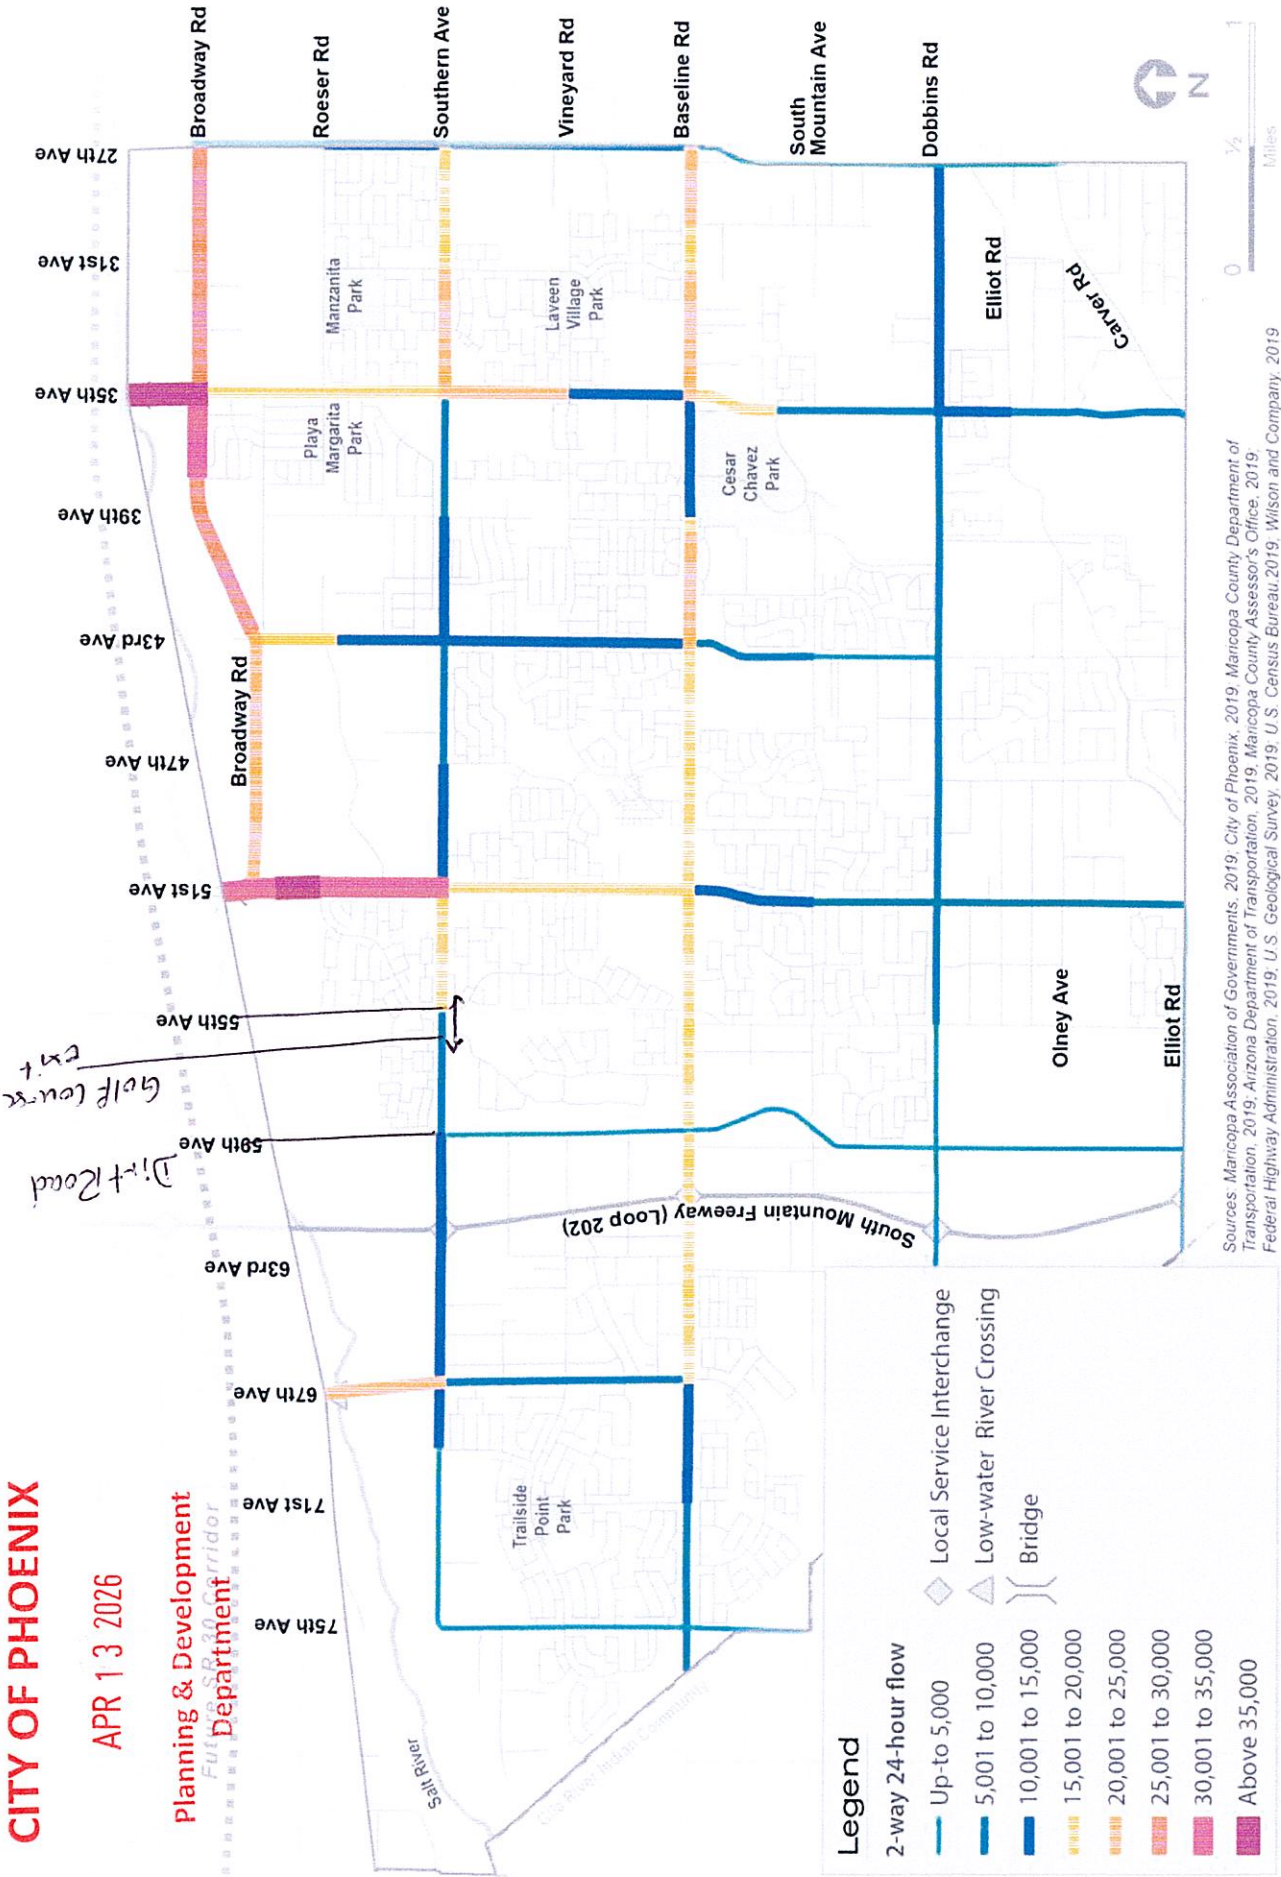 CITY OF PHOENIX
APR 13 2026
Planning & Development
Department
Future SR 30 Corridor
27th Ave
31st Ave
35th Ave
39th Ave
43rd Ave
47th Ave
51st Ave
55th Ave
59th Ave
63rd Ave
67th Ave
71st Ave
75th Ave
Golf Course
exit
Dirt Road
Broadway Rd
Roeser Rd
Southern Ave
Vineyard Rd
Baseline Rd
South
Mountain Ave
Dobbins Rd
Broadway Rd
Manzanita
Park
Playa
Margarita
Park
Laveen
Village
Park
Cesar
Chavez
Park
Trailside
Point
Park
Elliot Rd
Carver Rd
Olney Ave
Elliot Rd
South Mountain Freeway (Loop 202)
Salt River
Gila River Indian Community
N
0 ½ 1
Miles
Legend
2-way 24-hour flow
Up-to 5,000
5,001 to 10,000
10,001 to 15,000
15,001 to 20,000
20,001 to 25,000
25,001 to 30,000
30,001 to 35,000
Above 35,000
Local Service Interchange
Low-water River Crossing
Bridge
Sources: Maricopa Association of Governments, 2019; City of Phoenix, 2019, Maricopa County Department of
Transportation, 2019; Arizona Department of Transportation, 2019, Maricopa County Assessor's Office, 2019;
Federal Highway Administration, 2019; U.S. Geological Survey, 2019; U.S. Census Bureau, 2019; Wilson and Company, 2019